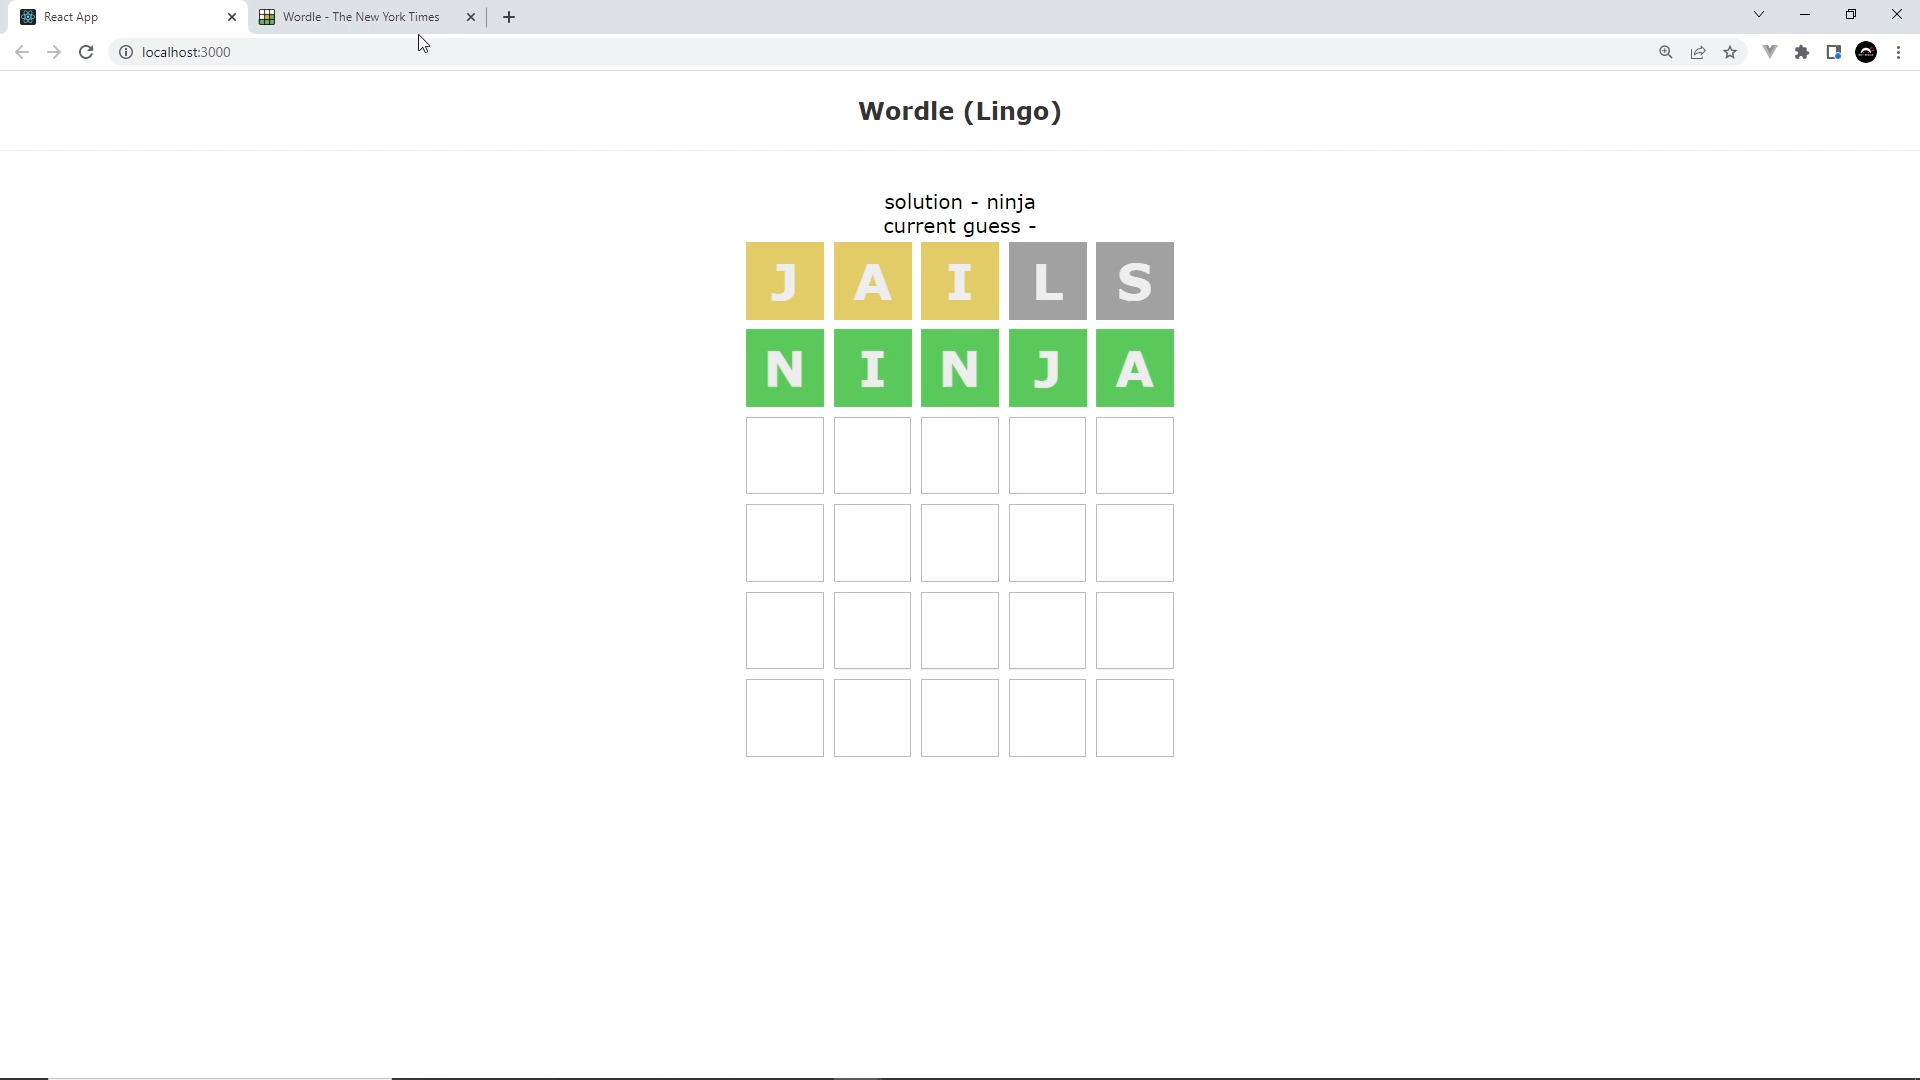 React App
Wordle - The New York Times
localhost:3000
Wordle (Lingo)
solution - ninja
current guess -
J A I L S
N I N J A